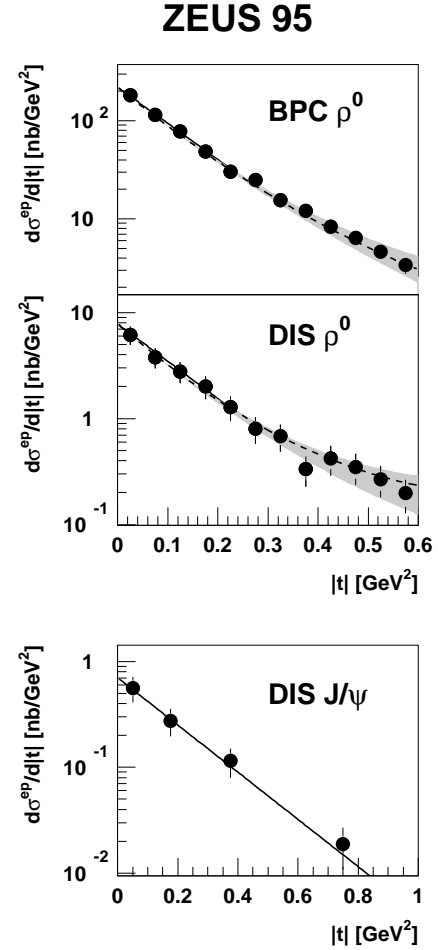 ZEUS 95
dσ^ep/d|t| [nb/GeV²]
10²
10
BPC ρ⁰
dσ^ep/d|t| [nb/GeV²]
10
1
10⁻¹
DIS ρ⁰
0 0.1 0.2 0.3 0.4 0.5 0.6
|t| [GeV²]
dσ^ep/d|t| [nb/GeV²]
1
10⁻¹
10⁻²
DIS J/ψ
0 0.2 0.4 0.6 0.8 1
|t| [GeV²]